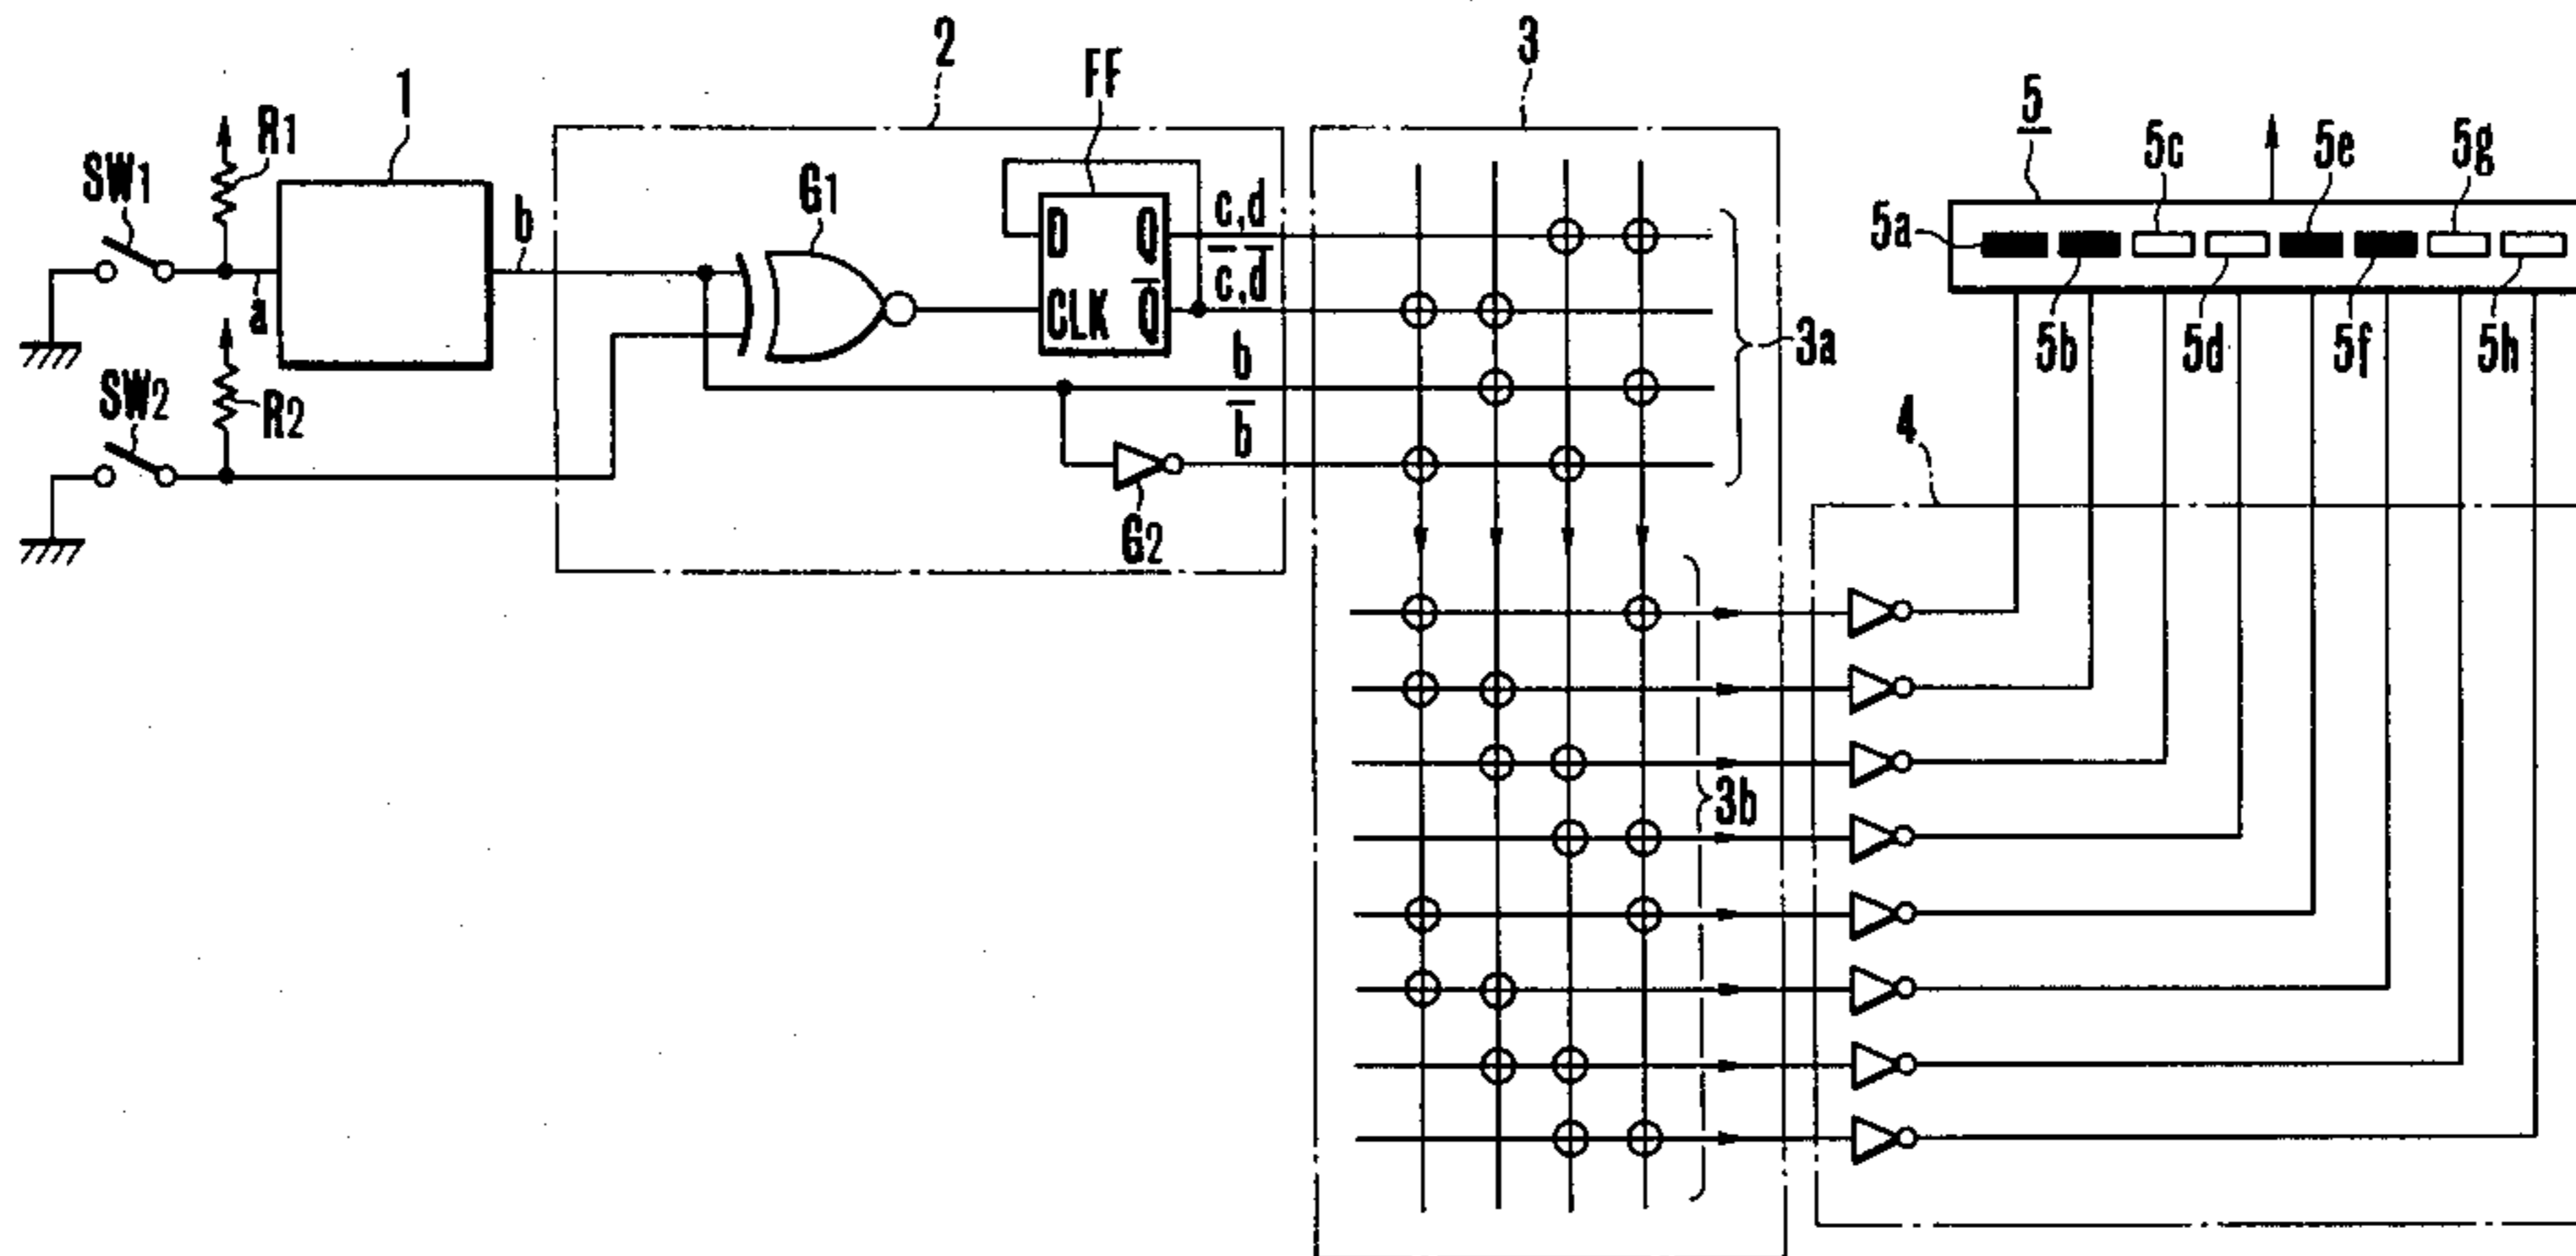 1
2
3
FF
5
R1
SW1
G1
5a
5c
5e
5g
D Q
c,d
c̅,d̅
CLK Q̅
b
a
b
b̅
3a
5b
5d
5f
5h
SW2
R2
G2
4
3b